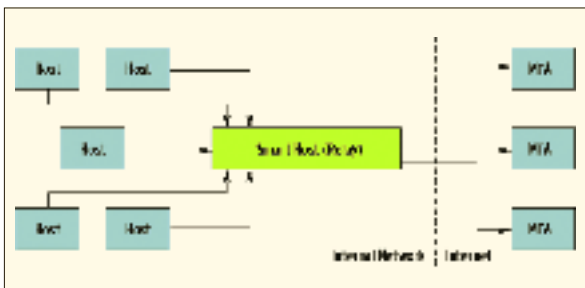 Host Host MTA
Host Smart Host (Relay) MTA
Host Host MTA
Internal Network Internet